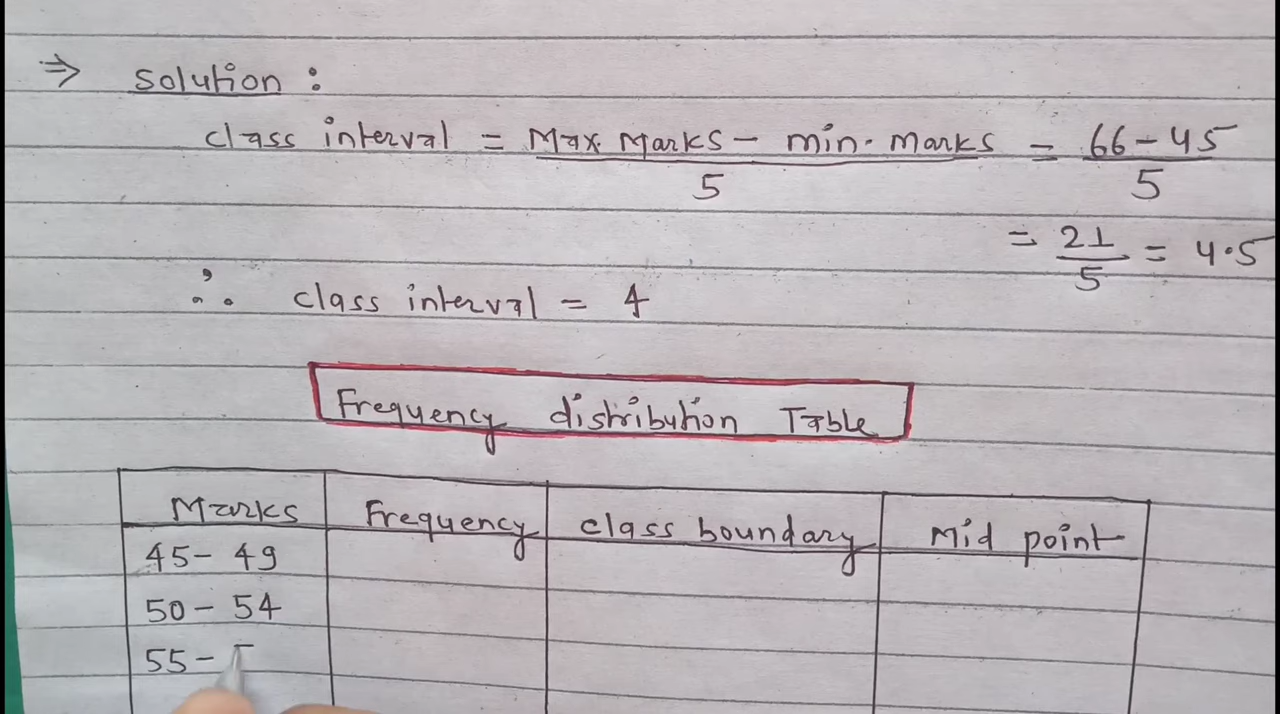 ⇒ Solution :
class interval = Max. Marks - min. marks / 5 = 66-45 / 5
= 21/5 = 4.5
∴ class interval = 4
Frequency distribution Table
Marks Frequency class boundary Mid point
45- 49
50- 54
55-